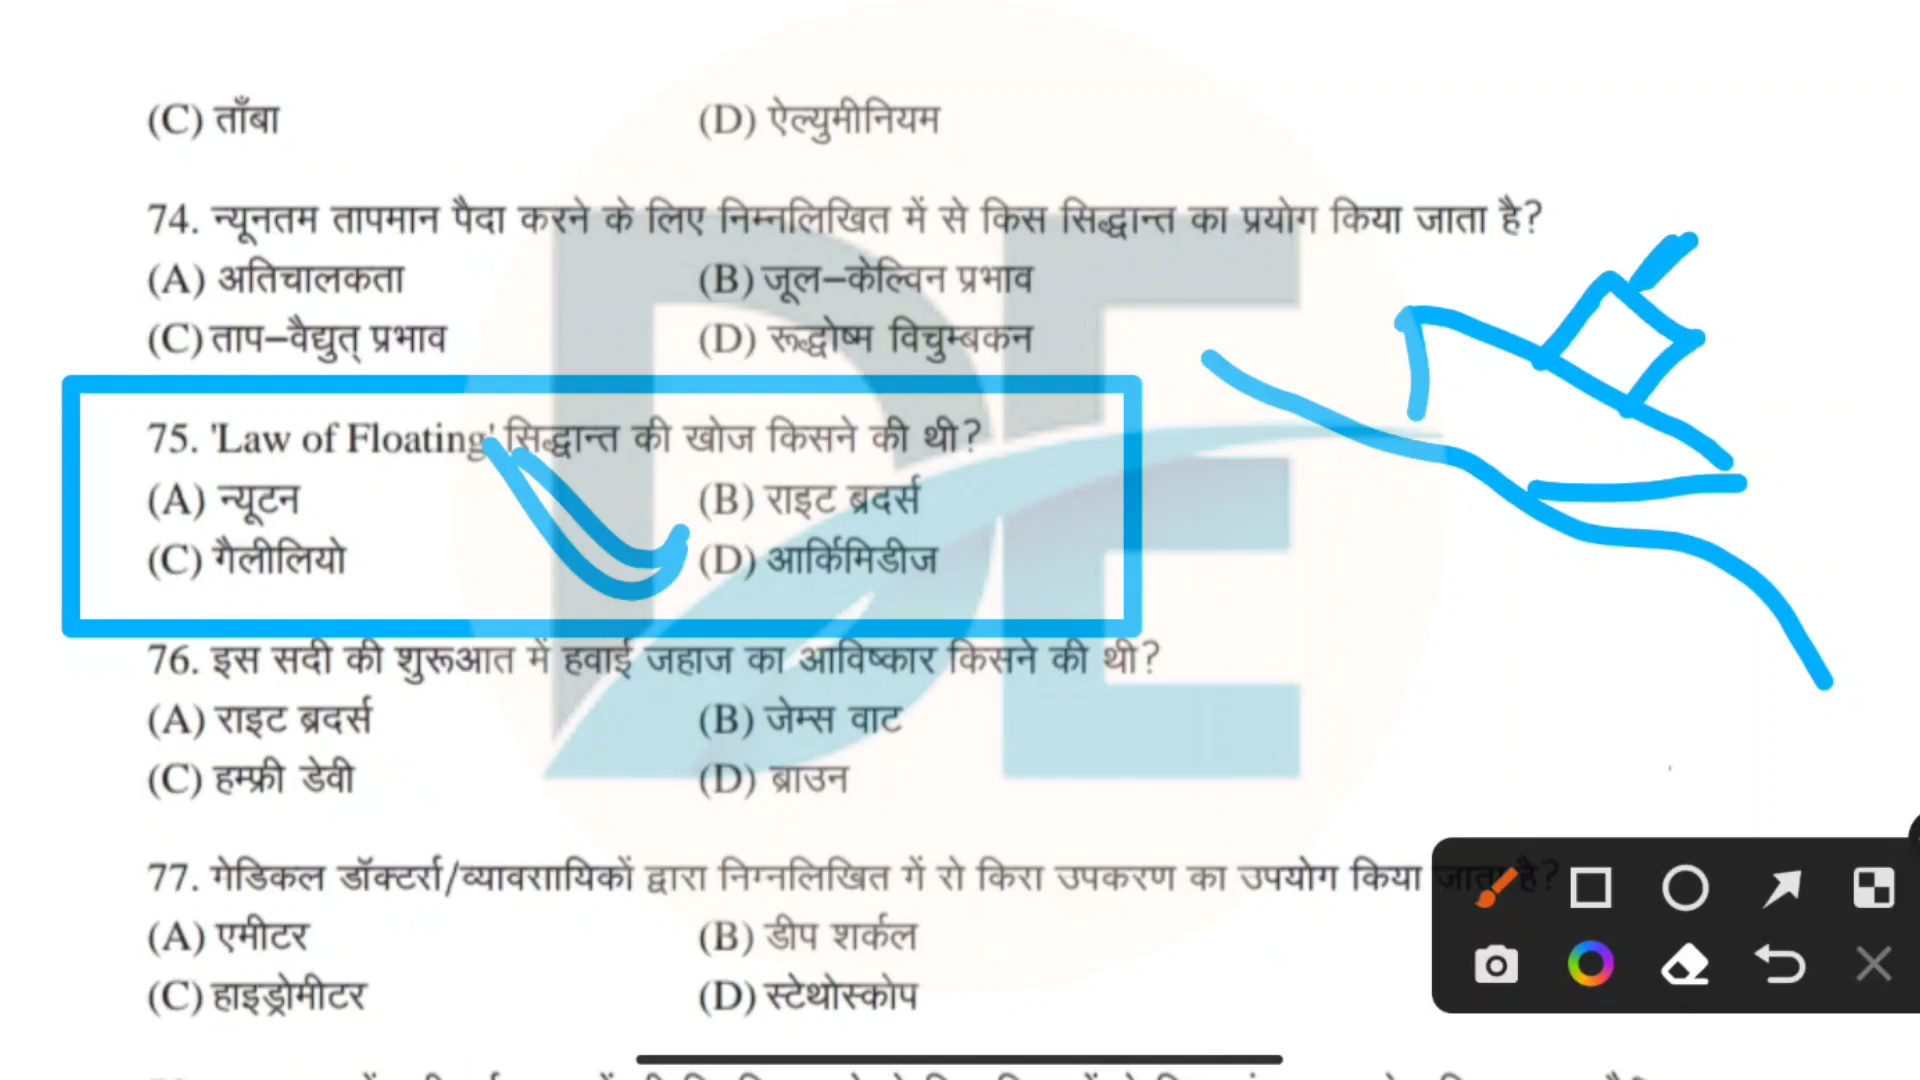 (C) ताँबा (D) ऐल्युमीनियम
74. न्यूनतम तापमान पैदा करने के लिए निम्नलिखित में से किस सिद्धान्त का प्रयोग किया जाता है?
(A) अतिचालकता (B) जूल–केल्विन प्रभाव
(C) ताप–वैद्युत् प्रभाव (D) रूद्धोष्म विचुम्बकन
75. 'Law of Floating' सिद्धान्त की खोज किसने की थी?
(A) न्यूटन (B) राइट ब्रदर्स
(C) गैलीलियो (D) आर्किमिडीज
76. इस सदी की शुरूआत में हवाई जहाज का आविष्कार किसने की थी?
(A) राइट ब्रदर्स (B) जेम्स वाट
(C) हम्फ्री डेवी (D) ब्राउन
77. मेडिकल डॉक्टर्स/व्यावसायिकों द्वारा निम्नलिखित में से किस उपकरण का उपयोग किया जाता है?
(A) एमीटर (B) डीप शर्कल
(C) हाइड्रोमीटर (D) स्टेथोस्कोप